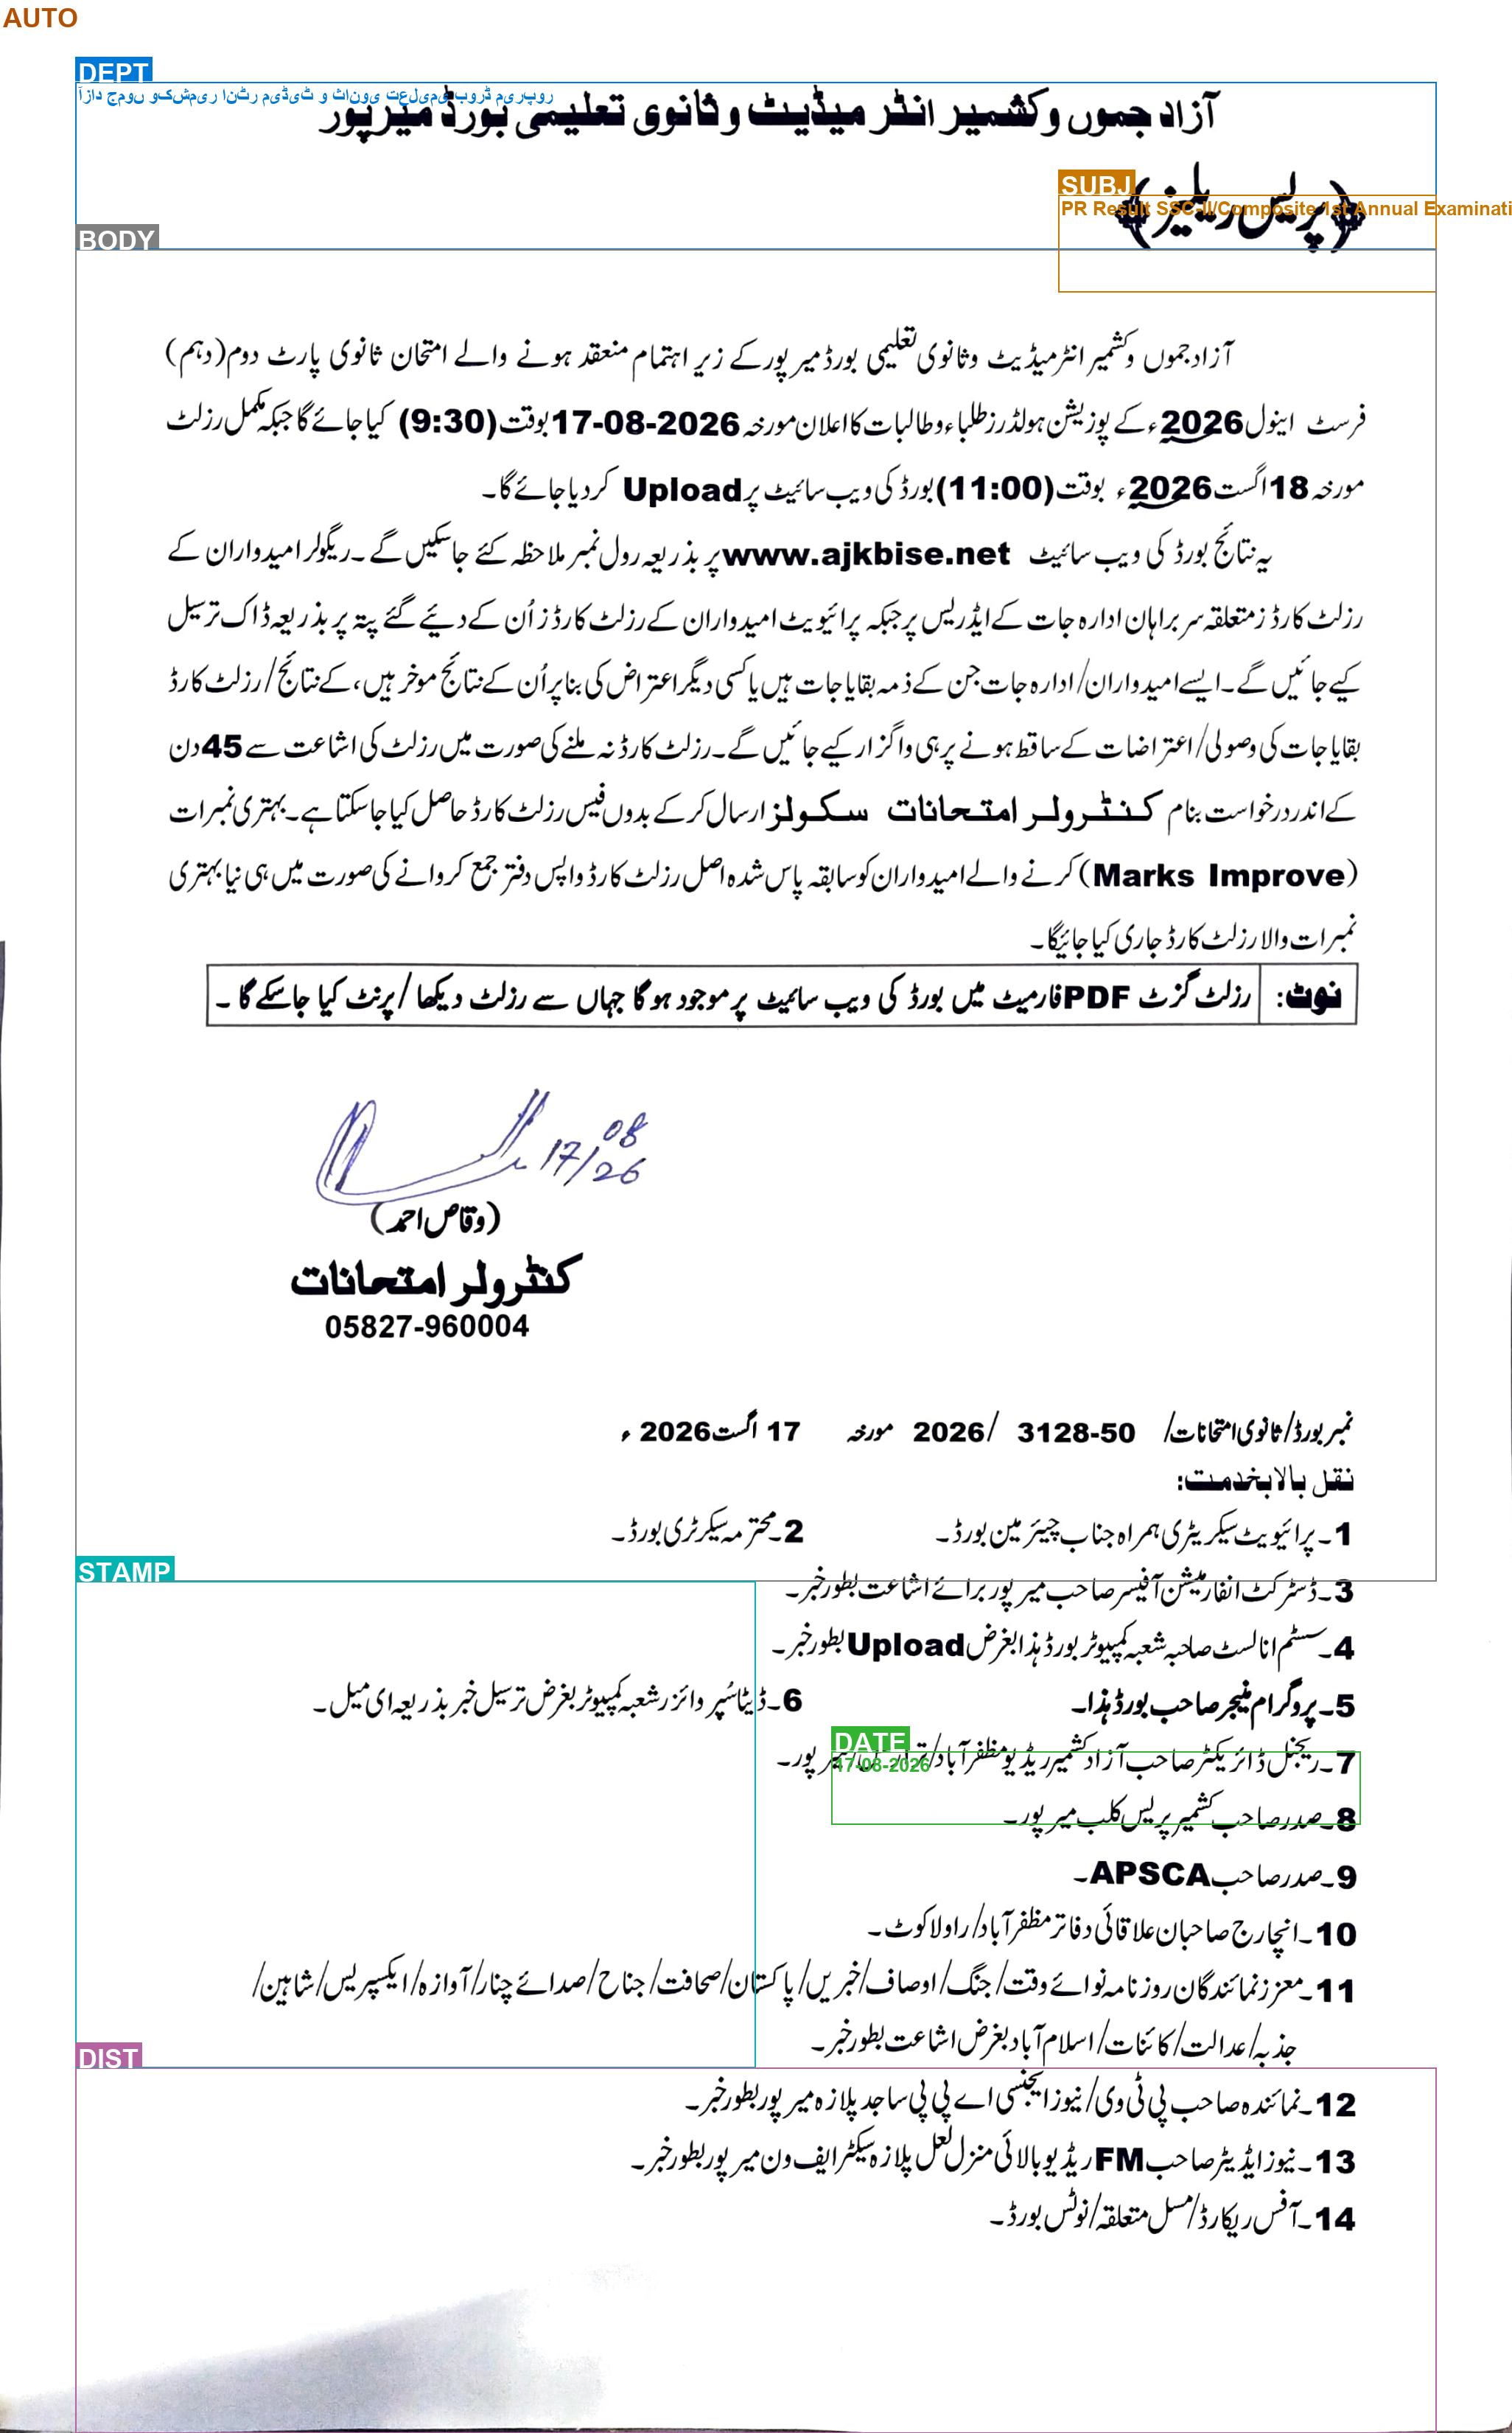 AUTO
DEPT
آزاد جموں وکشمیر انٹر میڈیٹ و ثانوی تعلیمی بورڈ میرپور
آزاد جموں وکشمیر انٹر میڈیٹ و ثانوی تعلیمی بورڈ میرپور
SUBJ
PR Result SSC-II/Composite 1st Annual Examinati
﴿پریس ریلیز﴾
BODY
آزاد جموں وکشمیر انٹرمیڈیٹ وثانوی تعلیمی بورڈ میرپور کے زیر اہتمام منعقد ہونے والے امتحان ثانوی پارٹ دوم (دہم)
فرسٹ اینول 2026ء کے پوزیشن ہولڈرز طلباء وطالبات کا اعلان مورخہ 17-08-2026 بوقت (9:30) کیا جائے گا جبکہ مکمل رزلٹ
مورخہ 18 اگست 2026ء بوقت (11:00) بورڈ کی ویب سائیٹ پر Upload کر دیا جائے گا۔
یہ نتائج بورڈ کی ویب سائیٹ www.ajkbise.net پر بذریعہ رول نمبر ملاحظہ کئے جاسکیں گے۔ ریگولر امیدواران کے
رزلٹ کارڈ ز متعلقہ سربراہان ادارہ جات کے ایڈریس پر جبکہ پرائیویٹ امیدواران کے رزلٹ کارڈ ز اُن کے دیئے گئے پتہ پر بذریعہ ڈاک ترسیل
کیے جائیں گے۔ ایسے امیدواران/ادارہ جات جن کے ذمہ بقایا جات ہیں یا کسی دیگر اعتراض کی بنا پر اُن کے نتائج موخر ہیں، کے نتائج/رزلٹ کارڈ
بقایا جات کی وصولی/اعتراضات کے ساقط ہونے پر ہی واگزار کیے جائیں گے۔ رزلٹ کارڈ نہ ملنے کی صورت میں رزلٹ کی اشاعت سے 45 دن
کے اندر درخواست بنام کنٹرولر امتحانات سکولز ارسال کر کے بدوں فیس رزلٹ کارڈ حاصل کیا جا سکتا ہے۔ بہتری نمبرات
(Marks Improve) کرنے والے امیدواران کو سابقہ پاس شدہ اصل رزلٹ کارڈ واپس دفتر جمع کروانے کی صورت میں ہی نیا بہتری
نمبرات والا رزلٹ کارڈ جاری کیا جائیگا۔
نوٹ: رزلٹ گزٹ PDF فارمیٹ میں بورڈ کی ویب سائیٹ پر موجود ہو گا جہاں سے رزلٹ دیکھا /پرنٹ کیا جاسکے گا ۔
17/08/26
(وقاص احمد)
کنٹرولر امتحانات
05827-960004
نمبر بورڈ/ثانوی امتحانات/ 3128-50 /2026 مورخہ 17 اگست 2026 ء
نقل بالا بخدمت:
1۔ پرائیویٹ سیکریٹری ہمراہ جناب چیئرمین بورڈ۔ 2۔ محترمہ سیکرٹری بورڈ۔
STAMP
3۔ ڈسٹرکٹ انفارمیشن آفیسر صاحب میرپور برائے اشاعت بطور خبر۔
4۔ سسٹم انالسٹ صاحبہ شعبہ کمپیوٹر بورڈ ہذا بغرض Upload بطور خبر۔
5۔ پروگرام منیجر صاحب بورڈ ہذا۔ 6۔ ڈیٹا سُپر وائزر شعبہ کمپیوٹر بغرض ترسیل خبر بذریعہ ای میل۔
DATE
17-08-2026
7۔ ریجنل ڈائریکٹر صاحب آزاد کشمیر ریڈیو مظفرآباد/ میرپور۔
8۔ صدر صاحب کشمیر پریس کلب میرپور۔
9۔ صدر صاحب APSCA۔
10۔ انچارج صاحبان علاقائی دفاتر مظفرآباد/راولاکوٹ۔
11۔ معزز نمائندگان روزنامہ نوائے وقت/جنگ/اوصاف/خبریں/پاکستان/صحافت/جناح/صدائے چنار/آوازہ/ایکسپریس/شاہین/
جذبہ/عدالت/کائنات/اسلام آباد بغرض اشاعت بطور خبر۔
DIST
12۔ نمائندہ صاحب پی ٹی وی/نیوز ایجنسی اے پی پی ساجد پلازہ میرپور بطور خبر۔
13۔ نیوز ایڈیٹر صاحب FM ریڈیو بالائی منزل لعل پلازہ سیکٹر ایف ون میرپور بطور خبر۔
14۔ آفس ریکارڈ/مسل متعلقہ/نوٹس بورڈ۔